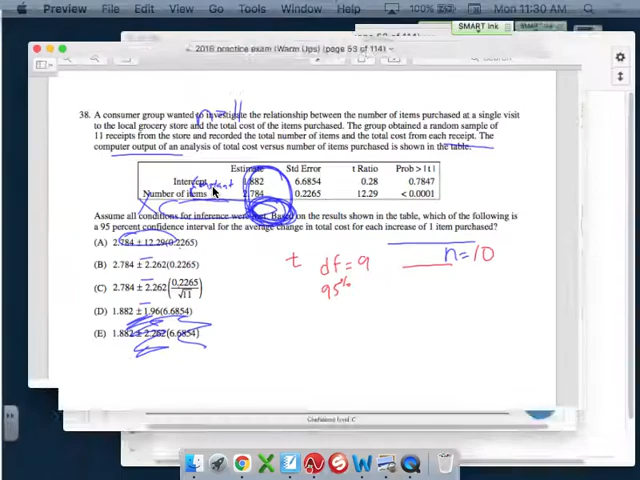 Preview File Edit View Go Tools Window Help 100% Mon 11:30 AM
SMART Ink
2016 practice exam (Warm Ups) (page 53 of 114)
Search
n=11
38. A consumer group wanted to investigate the relationship between the number of items purchased at a single visit
to the local grocery store and the total cost of the items purchased. The group obtained a random sample of
11 receipts from the store and recorded the total number of items and the total cost from each receipt. The
computer output of an analysis of total cost versus number of items purchased is shown in the table.
Estimate Std Error t Ratio Prob > |t|
Intercept constant 1.882 6.6854 0.28 0.7847
X Number of items 2.784 0.2265 12.29 < 0.0001
Assume all conditions for inference were met. Based on the results shown in the table, which of the following is
a 95 percent confidence interval for the average change in total cost for each increase of 1 item purchased?
(A) 2.784 ± 12.29(0.2265)
(B) 2.784 ± 2.262(0.2265)
(C) 2.784 ± 2.262(0.2265/√11)
(D) 1.882 ± 1.96(6.6854)
(E) 1.882 ± 2.262(6.6854)
t df=9
95%
n=10
Confidence level C